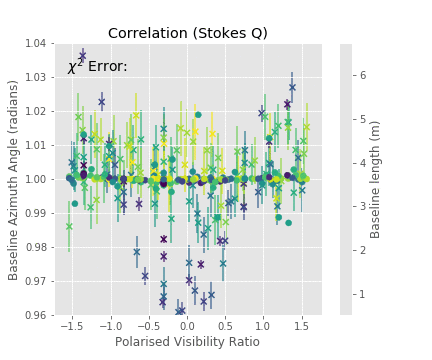 Correlation (Stokes Q)
χ² Error:
Baseline Azimuth Angle (radians)
1.04
1.03
1.02
1.01
1.00
0.99
0.98
0.97
0.96
−1.5 −1.0 −0.5 0.0 0.5 1.0 1.5
Polarised Visibility Ratio
Baseline length (m)
6
5
4
3
2
1